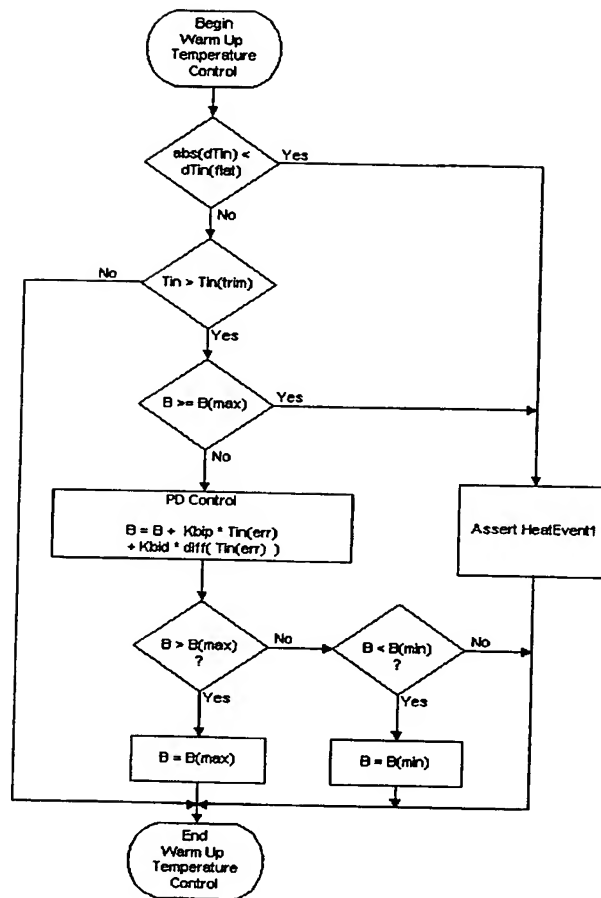 Begin
Warm Up
Temperature
Control
abs(dTin) <
dTin(flat)
Yes
No
No
Tin > Tin(trim)
Yes
B >= B(max)
Yes
No
PD Control
B = B + Kbip * Tin(err)
+ Kbid * diff( Tin(err) )
Assert HeatEvent1
B > B(max)
?
No
B < B(min)
?
No
Yes
Yes
B = B(max)
B = B(min)
End
Warm Up
Temperature
Control